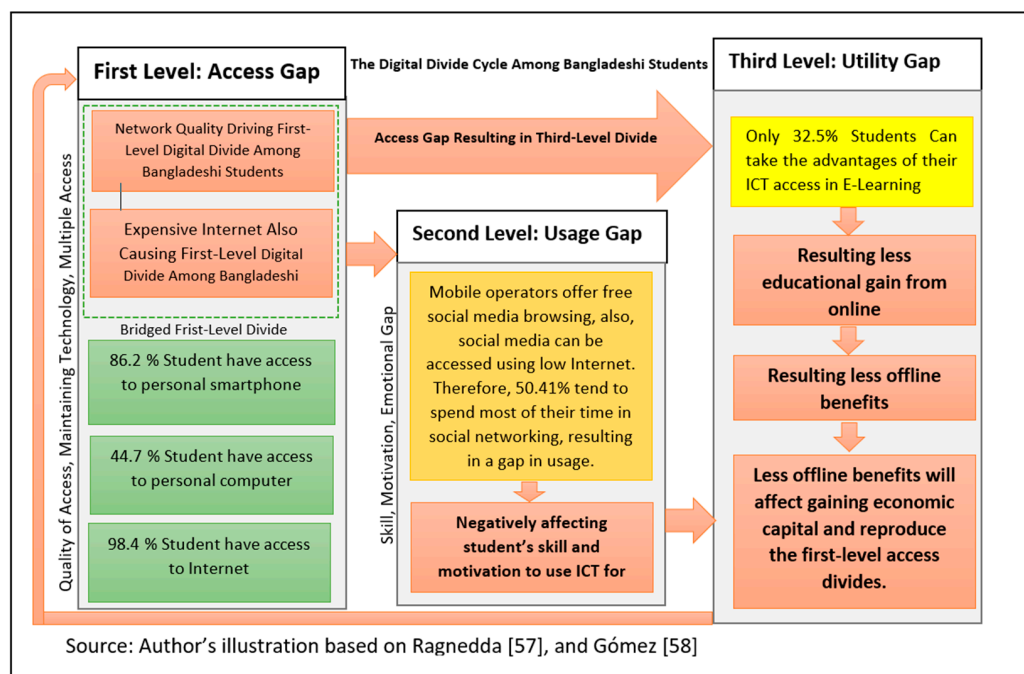 The Digital Divide Cycle Among Bangladeshi Students
First Level: Access Gap
Quality of Access, Maintaining Technology, Multiple Access
Network Quality Driving First-
Level Digital Divide Among
Bangladeshi Students
Expensive Internet Also
Causing First-Level Digital
Divide Among Bangladeshi
Bridged Frist-Level Divide
86.2 % Student have access
to personal smartphone
44.7 % Student have access
to personal computer
98.4 % Student have access
to Internet
Access Gap Resulting in Third-Level Divide
Second Level: Usage Gap
Skill, Motivation, Emotional Gap
Mobile operators offer free
social media browsing, also,
social media can be
accessed using low Internet.
Therefore, 50.41% tend to
spend most of their time in
social networking, resulting
in a gap in usage.
Negatively affecting
student's skill and
motivation to use ICT for
Third Level: Utility Gap
Only 32.5% Students Can
take the advantages of their
ICT access in E-Learning
Resulting less
educational gain from
online
Resulting less offline
benefits
Less offline benefits will
affect gaining economic
capital and reproduce
the first-level access
divides.
Source: Author's illustration based on Ragnedda [57], and Gómez [58]